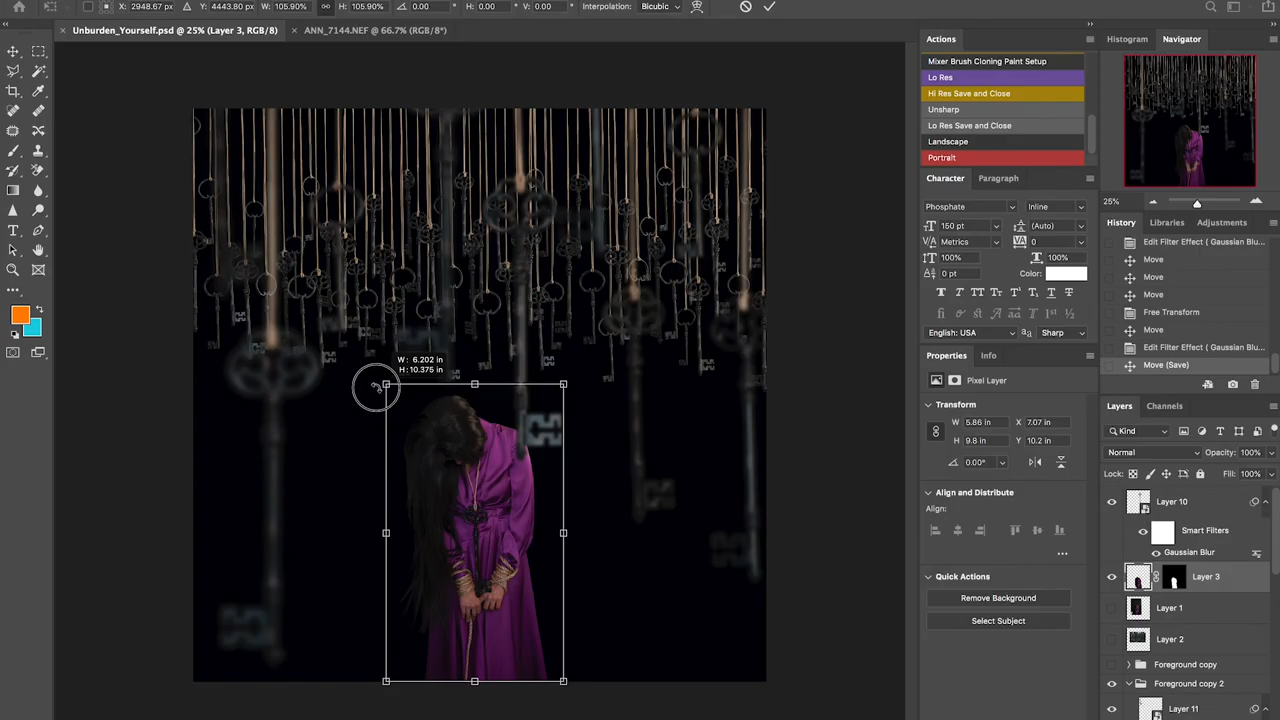 X: 2948.67 px Y: 4443.80 px W: 105.90% H: 105.90% 0.00 ° H: 0.00 ° V: 0.00 ° Interpolation: Bicubic
Unburden_Yourself.psd @ 25% (Layer 3, RGB/8) × ANN_7144.NEF @ 66.7% (RGB/8*)
Actions
Mixer Brush Cloning Paint Setup
Lo Res
Hi Res Save and Close
Unsharp
Lo Res Save and Close
Landscape
Portrait
Character Paragraph
Phosphate Inline
150 pt (Auto)
Metrics 0
100% 100%
0 pt Color:
English: USA Sharp
Properties Info
Pixel Layer
Transform
W 5.86 in X 7.07 in
H 9.8 in Y 10.2 in
0.00°
Align and Distribute
Align:
Quick Actions
Remove Background
Select Subject
Histogram Navigator
25%
History Libraries Adjustments
Edit Filter Effect ( Gaussian Blu...
Move
Move
Move
Free Transform
Move
Edit Filter Effect ( Gaussian Blu...
Move (Save)
Layers Channels
Kind
Normal Opacity: 100%
Lock: Fill: 100%
Layer 10
Smart Filters
Gaussian Blur
Layer 3
Layer 1
Layer 2
Foreground copy
Foreground copy 2
Layer 11
W: 6.202 in
H: 10.375 in